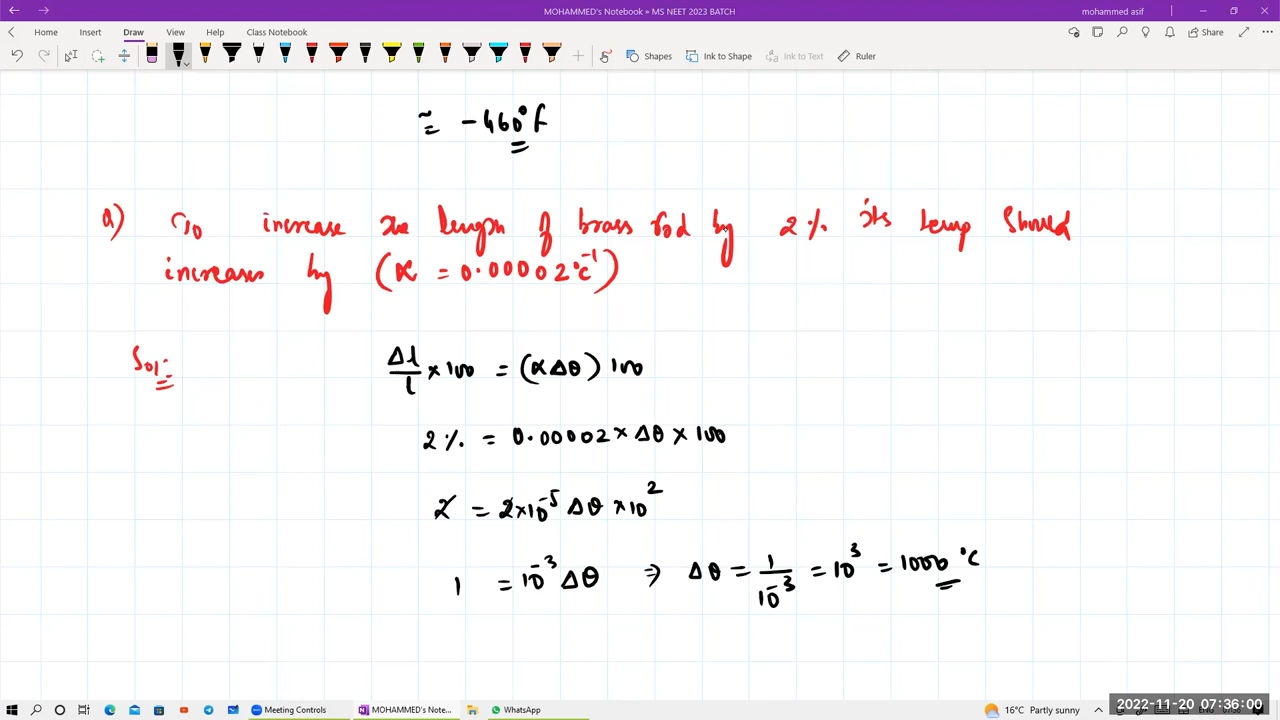 MOHAMMED's Notebook » MS NEET 2023 BATCH
mohammed asif
Home Insert Draw View Help Class Notebook
Share
Shapes Ink to Shape Ink to Text Ruler
≅ -460°F
Q) To increase the length of brass rod by 2% its temp should
increases by (α = 0.00002°C⁻¹)
Sol:-
Δl/l × 100 = (αΔθ) 100
2% = 0.00002 × Δθ × 100
2 = 2×10⁻⁵ Δθ × 10²
1 = 10⁻³ Δθ ⇒ Δθ = 1/10⁻³ = 10³ = 1000 °C
Meeting Controls
MOHAMMED's Note...
WhatsApp
16°C Partly sunny
2022-11-20 07:36:00